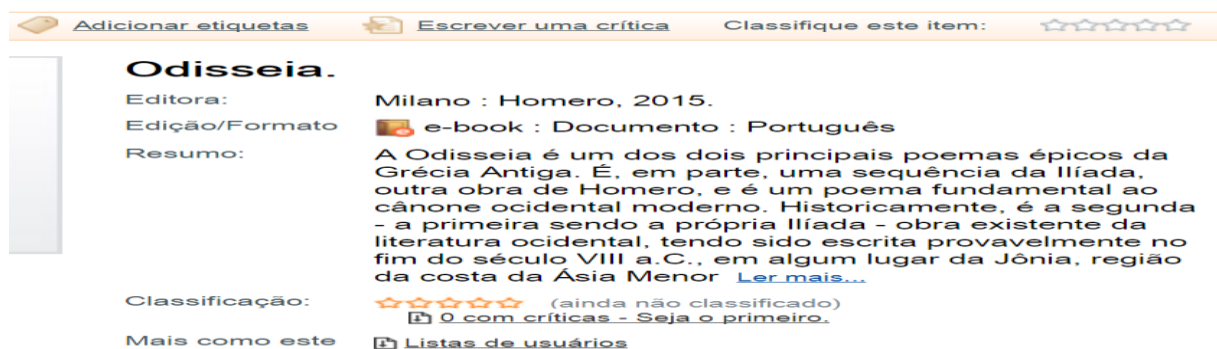 Adicionar etiquetas Escrever uma crítica Classifique este item:
Odisseia.
Editora: Milano : Homero, 2015.
Edição/Formato e-book : Documento : Português
Resumo: A Odisseia é um dos dois principais poemas épicos da
Grécia Antiga. É, em parte, uma sequência da Ilíada,
outra obra de Homero, e é um poema fundamental ao
cânone ocidental moderno. Historicamente, é a segunda
- a primeira sendo a própria Ilíada - obra existente da
literatura ocidental, tendo sido escrita provavelmente no
fim do século VIII a.C., em algum lugar da Jônia, região
da costa da Ásia Menor Ler mais...
Classificação: (ainda não classificado)
0 com críticas - Seja o primeiro.
Mais como este Listas de usuários